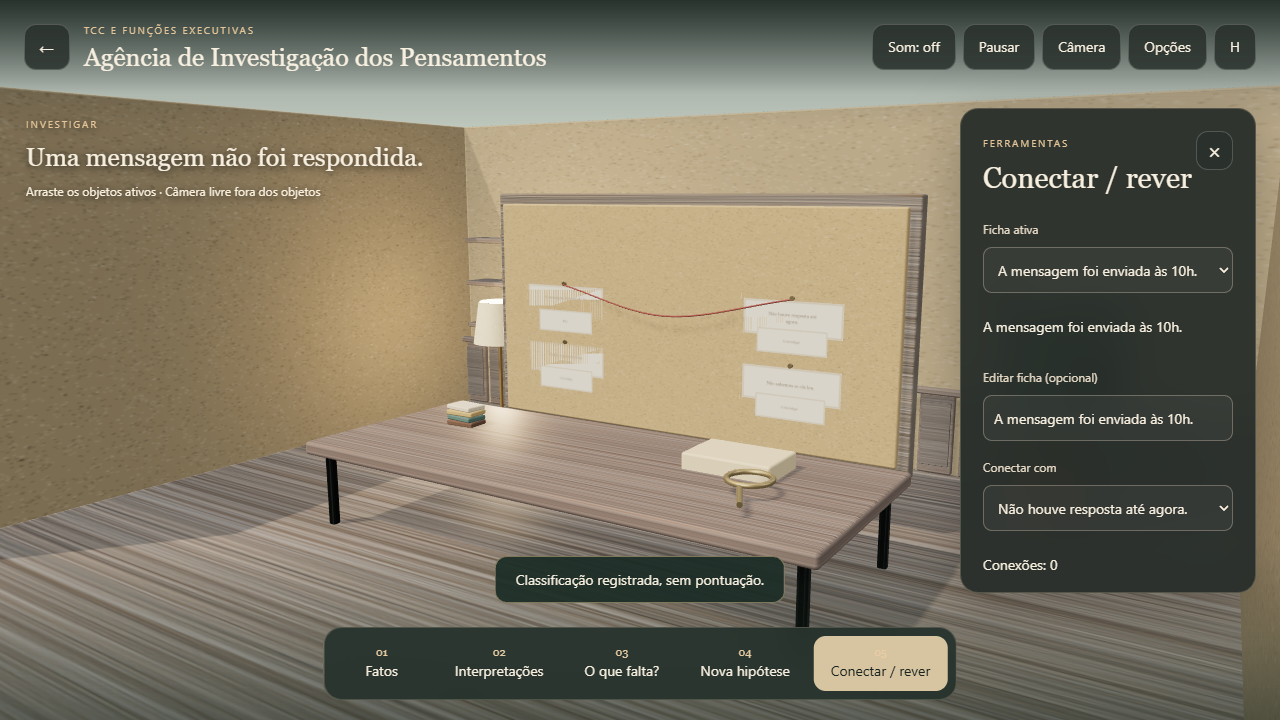 ←
TCC E FUNÇÕES EXECUTIVAS
Agência de Investigação dos Pensamentos
Som: off
Pausar
Câmera
Opções
H
INVESTIGAR
Uma mensagem não foi respondida.
Arraste os objetos ativos · Câmera livre fora dos objetos
FERRAMENTAS
Conectar / rever
✕
Ficha ativa
A mensagem foi enviada às 10h.
A mensagem foi enviada às 10h.
Editar ficha (opcional)
A mensagem foi enviada às 10h.
Conectar com
Não houve resposta até agora.
Conexões: 0
Classificação registrada, sem pontuação.
01
Fatos
02
Interpretações
03
O que falta?
04
Nova hipótese
05
Conectar / rever